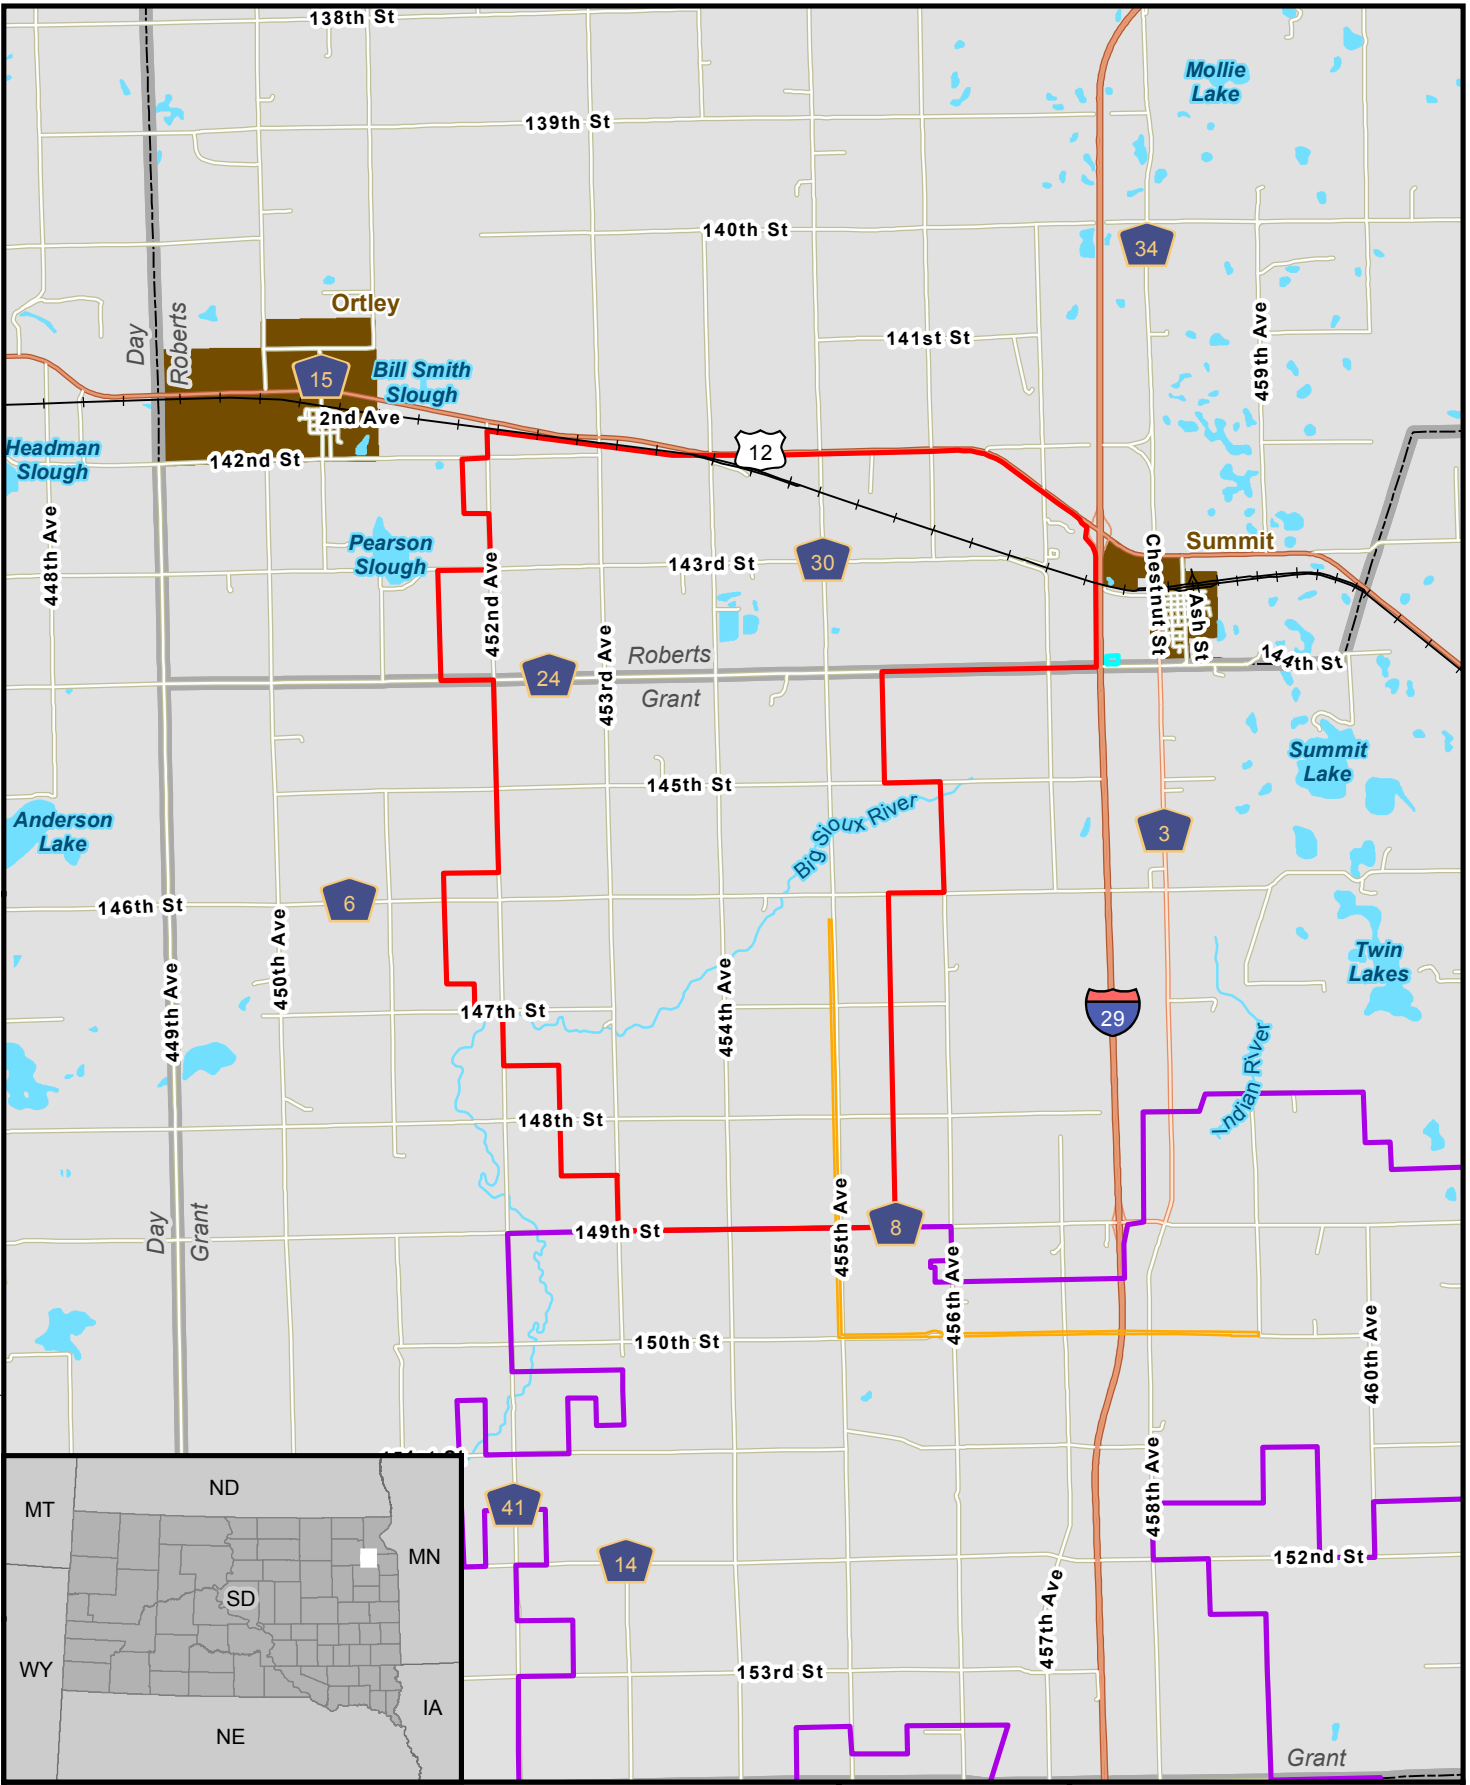 138th St
Mollie
Lake
139th St
140th St
34
Ortley
Day
Roberts
141st St
459th Ave
15
Bill Smith
Slough
2nd Ave
Headman
Slough
142nd St
12
448th Ave
Pearson
Slough
452nd Ave
143rd St
30
Chestnut St
Summit
Ash St
453rd Ave
Roberts
24
Grant
144th St
145th St
Summit
Lake
Big Sioux River
Anderson
Lake
3
146th St
6
450th Ave
449th Ave
454th Ave
Twin
Lakes
147th St
29
Indian River
148th St
Day
Grant
149th St
455th Ave
8
456th Ave
150th St
460th Ave
41
458th Ave
14
152nd St
457th Ave
153rd St
Grant
ND
MT
MN
SD
WY
IA
NE